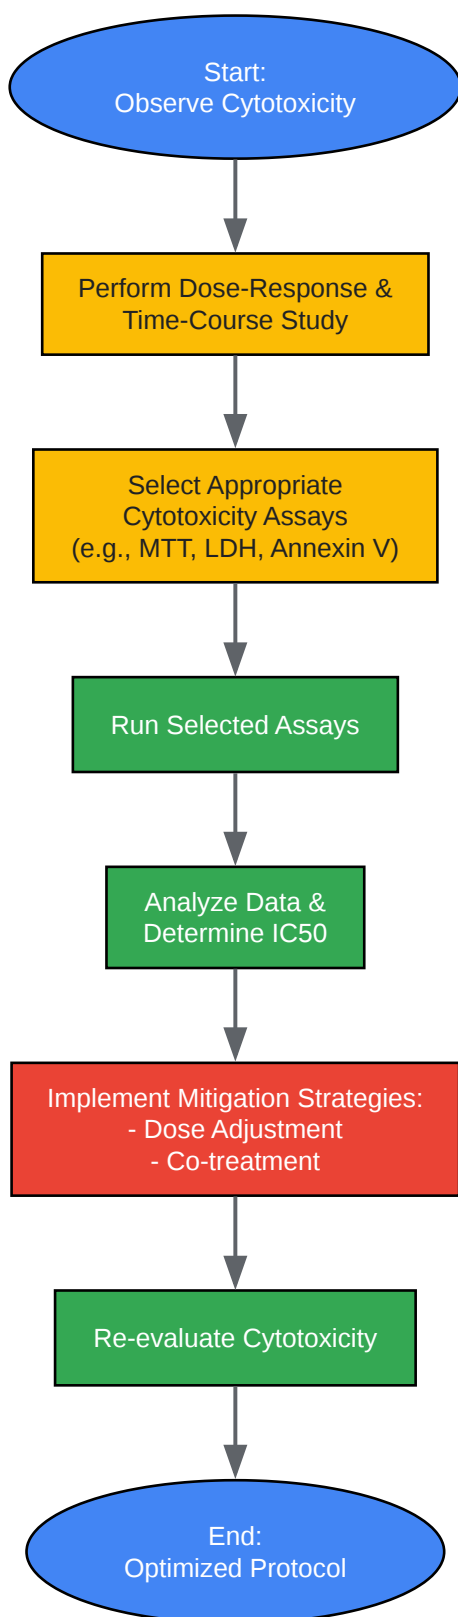 Start:
Observe Cytotoxicity
Perform Dose-Response &
Time-Course Study
Select Appropriate
Cytotoxicity Assays
(e.g., MTT, LDH, Annexin V)
Run Selected Assays
Analyze Data &
Determine IC50
Implement Mitigation Strategies:
- Dose Adjustment
- Co-treatment
Re-evaluate Cytotoxicity
End:
Optimized Protocol